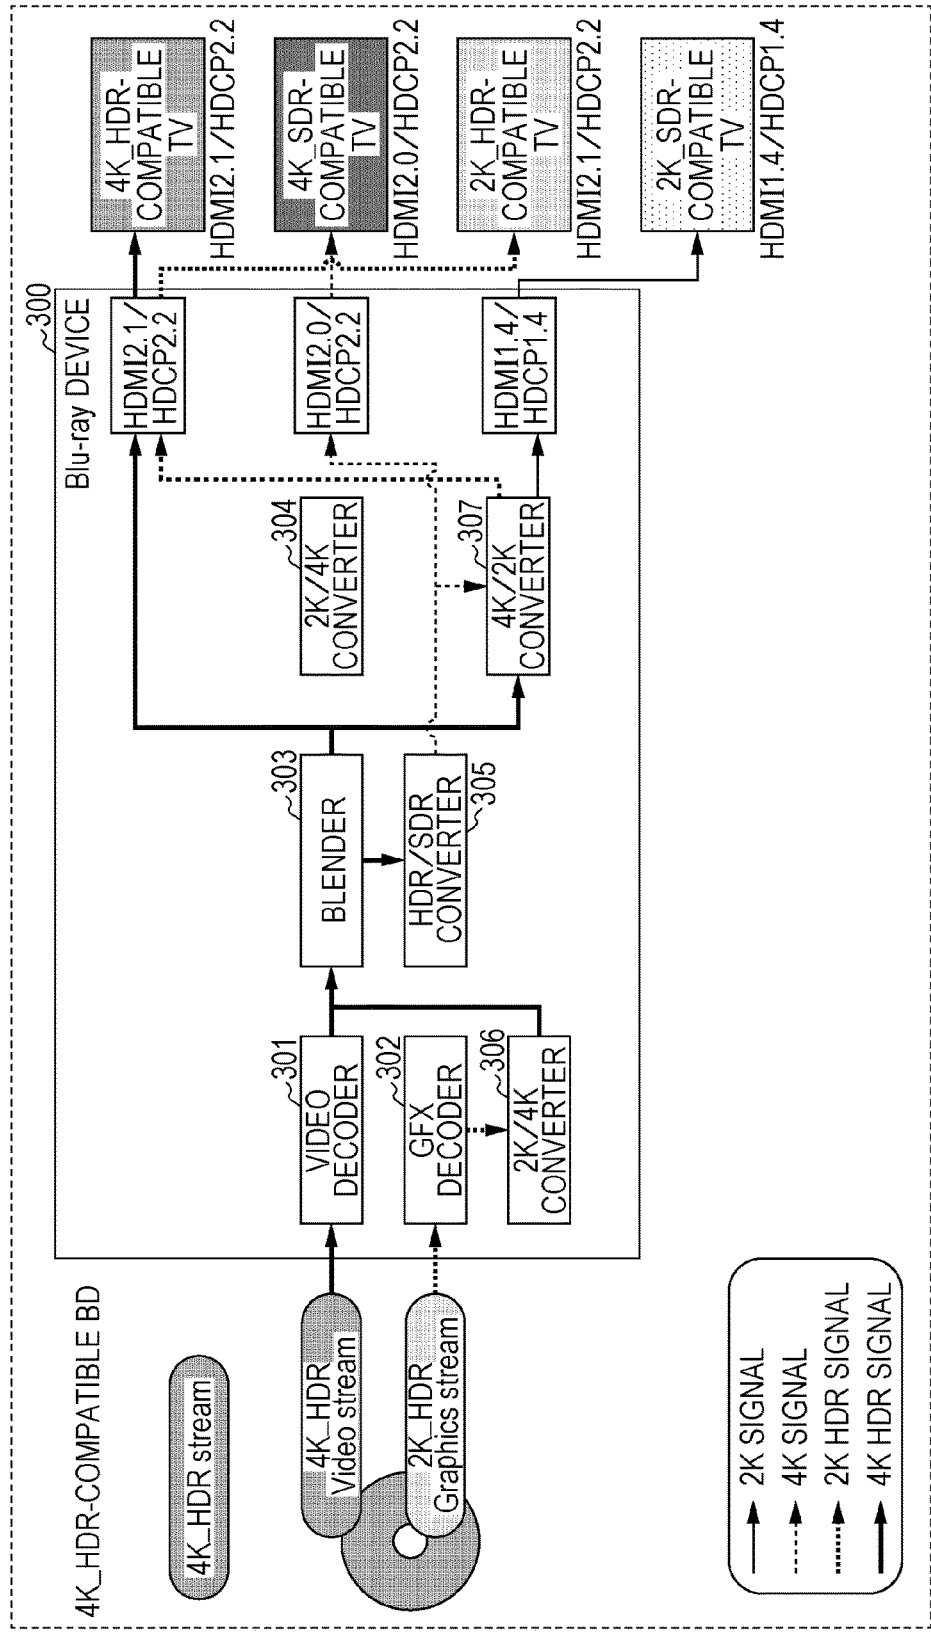 4K_HDR-COMPATIBLE BD
4K_HDR stream
4K_HDR
Video stream
2K_HDR
Graphics stream
Blu-ray DEVICE
300
VIDEO
DECODER
301
GFX
DECODER
302
2K/4K
CONVERTER
306
BLENDER
303
HDR/SDR
CONVERTER
305
2K/4K
CONVERTER
304
4K/2K
CONVERTER
307
HDMI2.1/
HDCP2.2
HDMI2.0/
HDCP2.2
HDMI1.4/
HDCP1.4
4K_HDR-
COMPATIBLE
TV
HDMI2.1/HDCP2.2
4K_SDR-
COMPATIBLE
TV
HDMI2.0/HDCP2.2
2K_HDR-
COMPATIBLE
TV
HDMI2.1/HDCP2.2
2K_SDR-
COMPATIBLE
TV
HDMI1.4/HDCP1.4
2K SIGNAL
4K SIGNAL
2K HDR SIGNAL
4K HDR SIGNAL